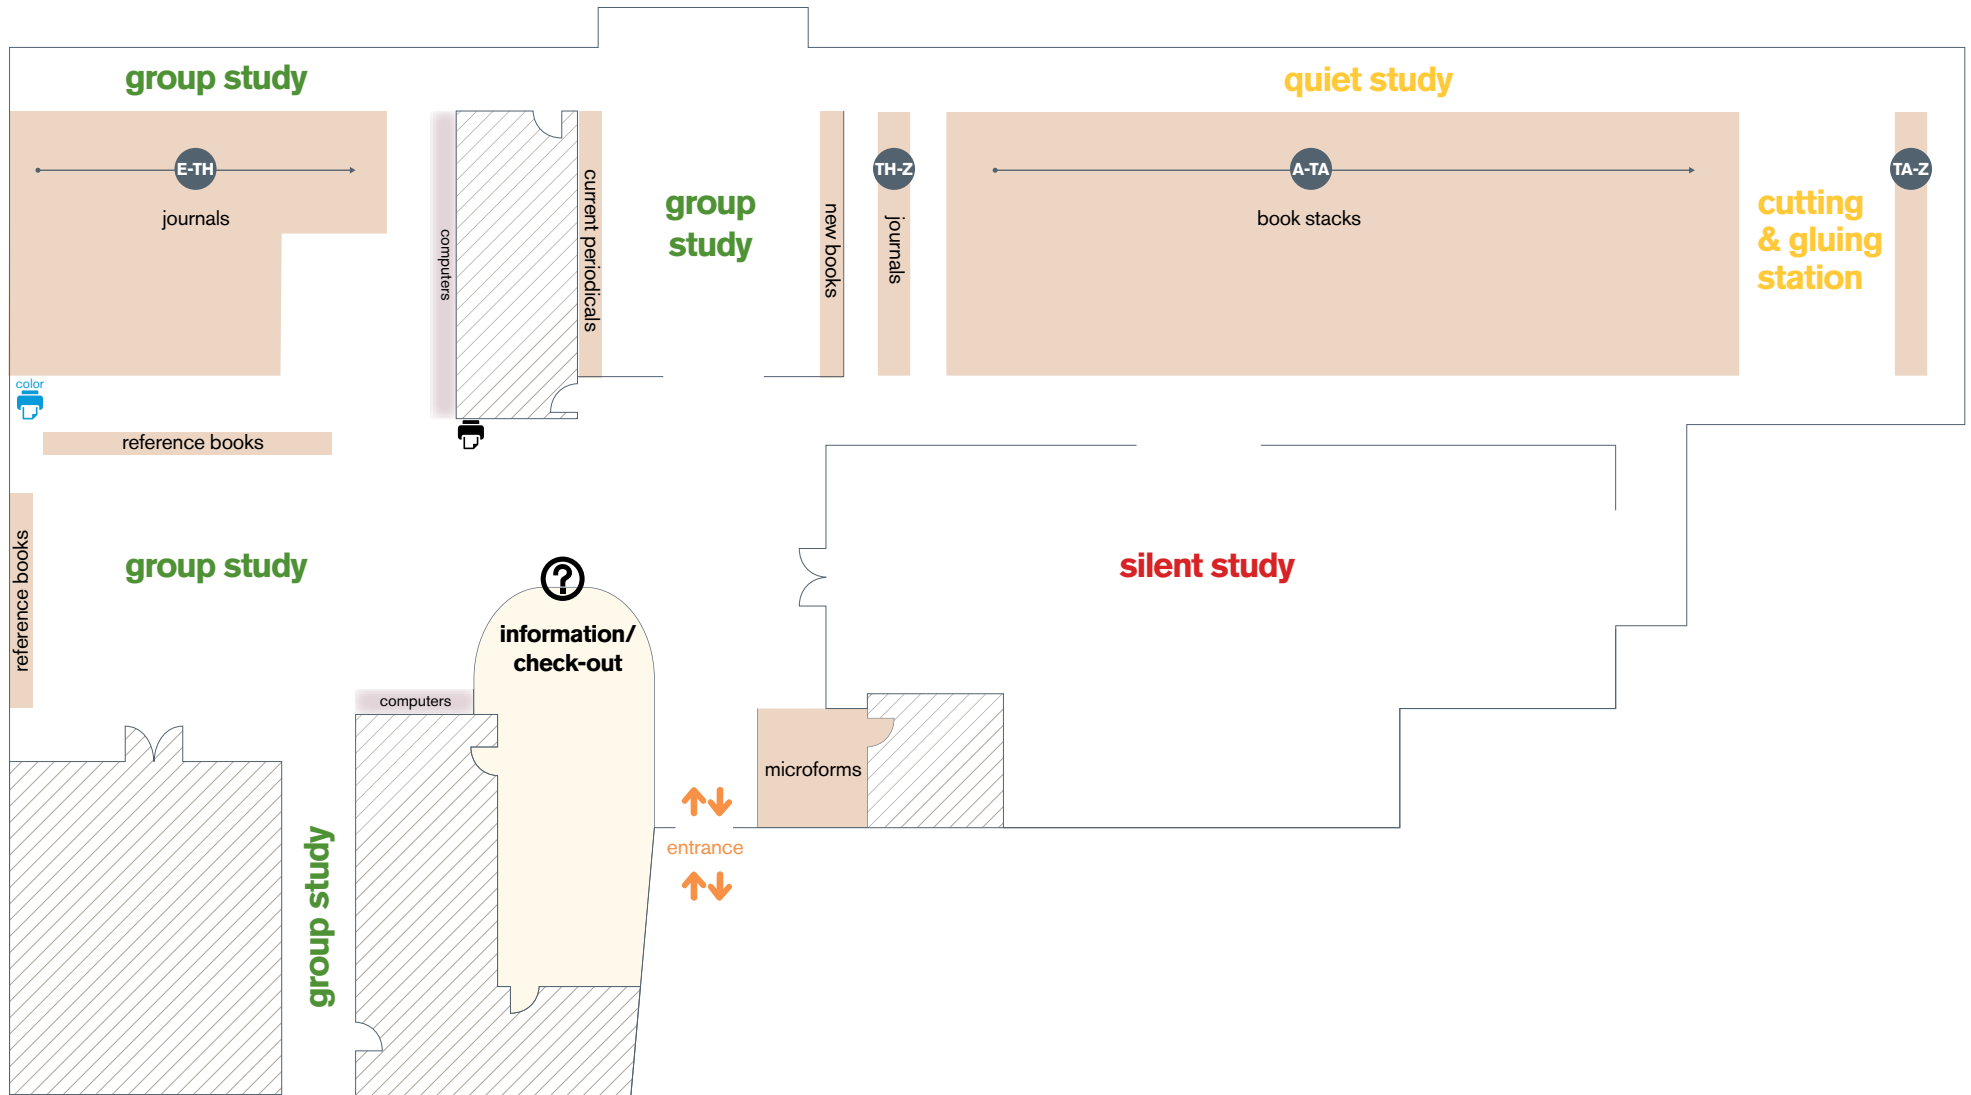 group study
quiet study
E-TH
journals
computers
current periodicals
group
study
new books
TH-Z
journals
A-TA
book stacks
cutting
& gluing
station
TA-Z
color
reference books
reference books
group study
silent study
?
information/
check-out
computers
microforms
entrance
group study